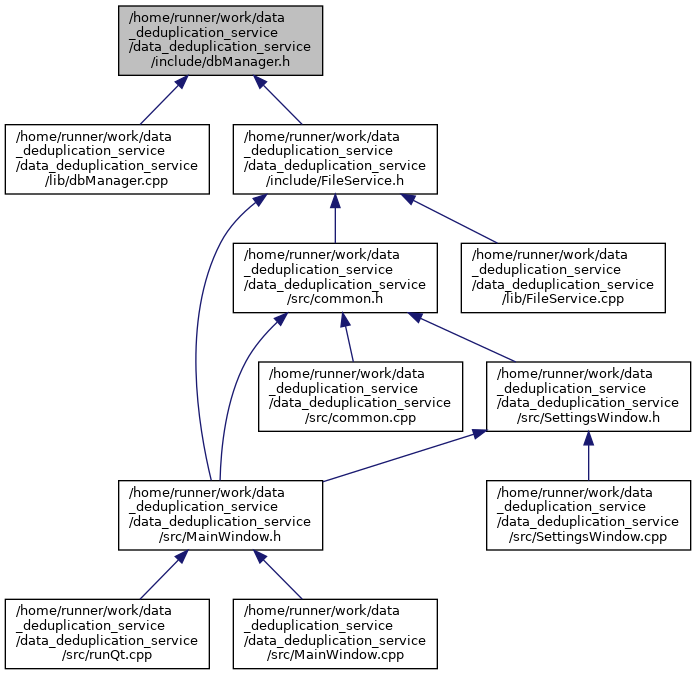 /home/runner/work/data
_deduplication_service
/data_deduplication_service
/include/dbManager.h
/home/runner/work/data
_deduplication_service
/data_deduplication_service
/lib/dbManager.cpp
/home/runner/work/data
_deduplication_service
/data_deduplication_service
/include/FileService.h
/home/runner/work/data
_deduplication_service
/data_deduplication_service
/src/common.h
/home/runner/work/data
_deduplication_service
/data_deduplication_service
/lib/FileService.cpp
/home/runner/work/data
_deduplication_service
/data_deduplication_service
/src/common.cpp
/home/runner/work/data
_deduplication_service
/data_deduplication_service
/src/SettingsWindow.h
/home/runner/work/data
_deduplication_service
/data_deduplication_service
/src/MainWindow.h
/home/runner/work/data
_deduplication_service
/data_deduplication_service
/src/SettingsWindow.cpp
/home/runner/work/data
_deduplication_service
/data_deduplication_service
/src/runQt.cpp
/home/runner/work/data
_deduplication_service
/data_deduplication_service
/src/MainWindow.cpp